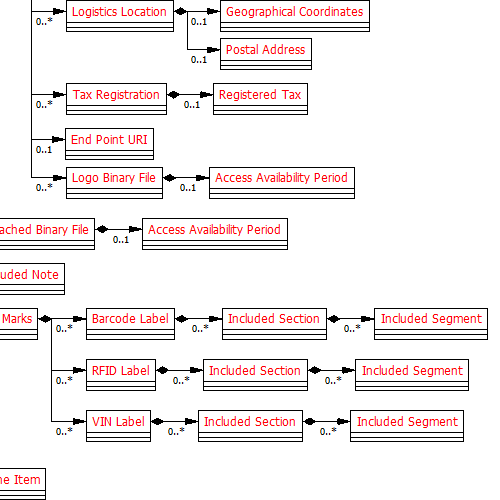 Logistics Location Geographical Coordinates
0..* 0..1
Postal Address
0..1
Tax Registration Registered Tax
0..* 0..1
End Point URI
0..1
Logo Binary File Access Availability Period
0..* 0..1
ached Binary File Access Availability Period
0..1
uded Note
Marks Barcode Label Included Section Included Segment
0..* 0..* 0..*
RFID Label Included Section Included Segment
0..* 0..* 0..*
VIN Label Included Section Included Segment
0..* 0..* 0..*
ne Item